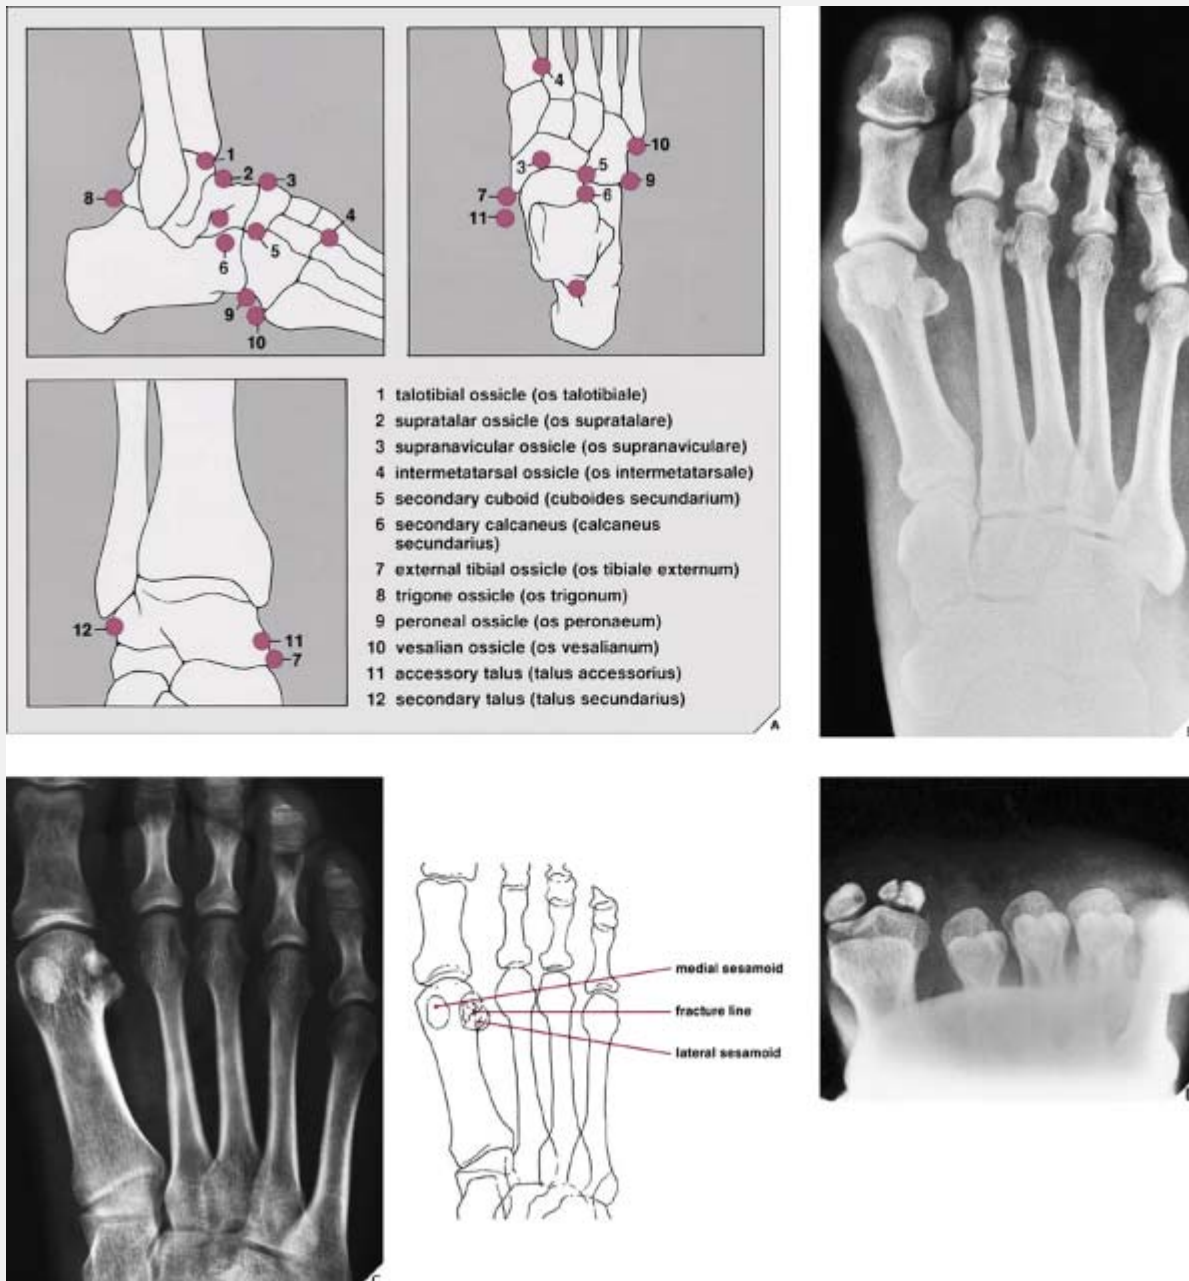 1
2
3
8
4
6
5
9
10
4
10
3
5
7
6
9
11
12
11
7
1 talotibial ossicle (os talotibiale)
2 supratalar ossicle (os supratalare)
3 supranavicular ossicle (os supranaviculare)
4 intermetatarsal ossicle (os intermetatarsale)
5 secondary cuboid (cuboides secundarium)
6 secondary calcaneus (calcaneus
secundarius)
7 external tibial ossicle (os tibiale externum)
8 trigone ossicle (os trigonum)
9 peroneal ossicle (os peronaeum)
10 vesalian ossicle (os vesalianum)
11 accessory talus (talus accessorius)
12 secondary talus (talus secundarius)
A
medial sesamoid
fracture line
lateral sesamoid
C